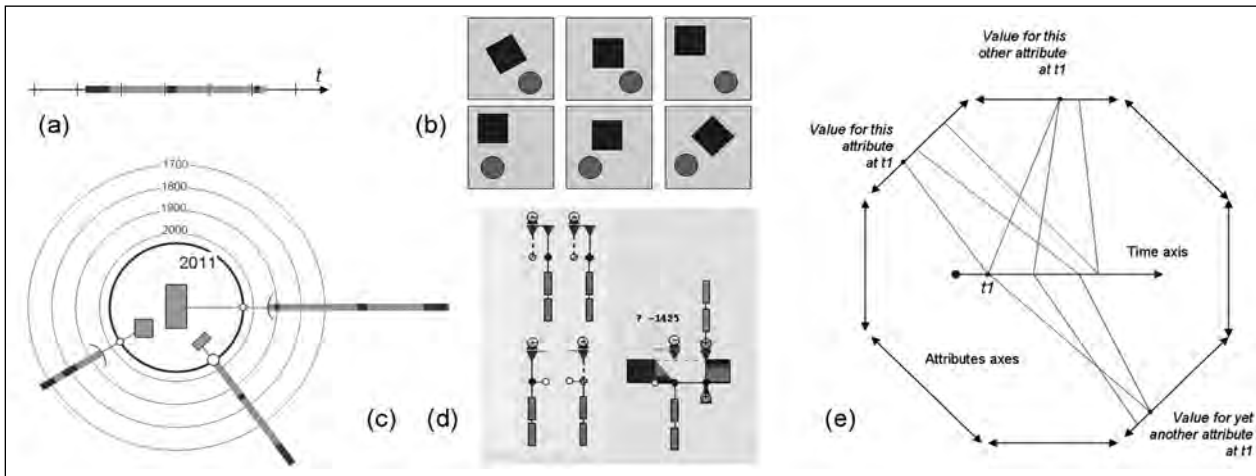 t
(a)
(b)
1700
1800
1900
2000
2011
(c)
(d)
? -1425
Value for this
other attribute
at t1
Value for this
attribute
at t1
Time axis
t1
Attributes axes
(e)
Value for yet
another attribute
at t1